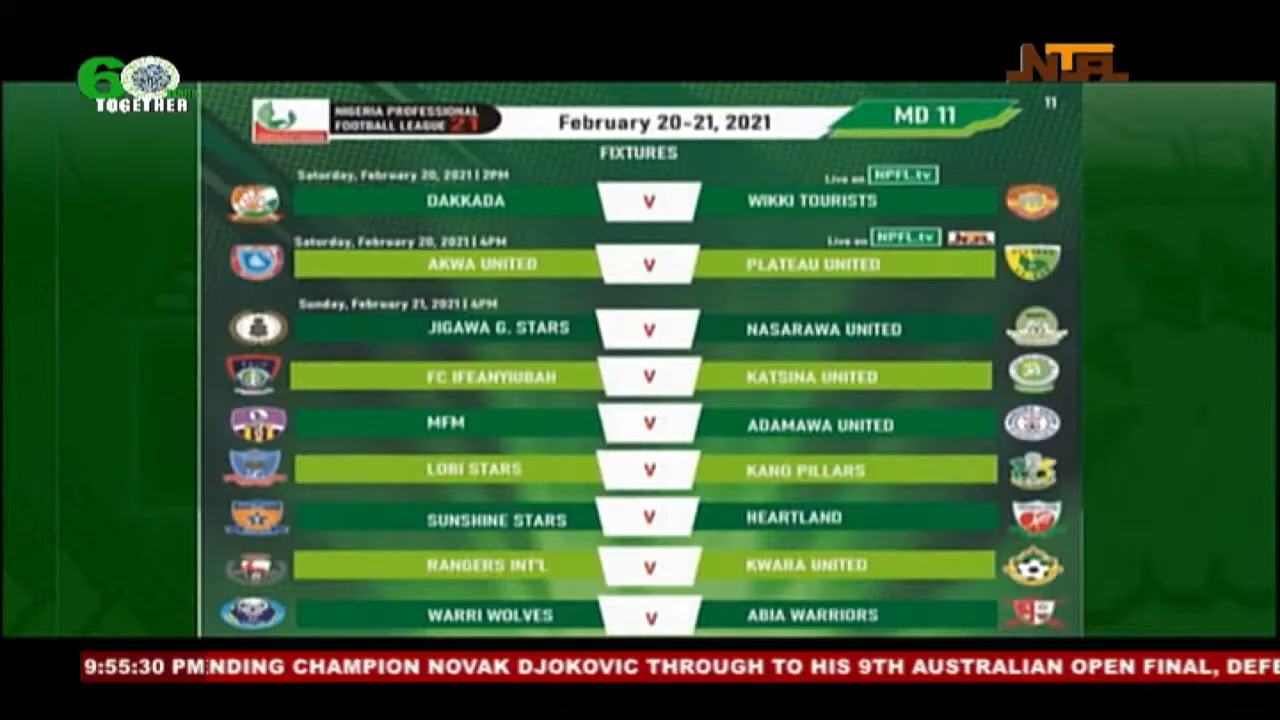 60
TOGETHER
NTA
NIGERIA PROFESSIONAL
FOOTBALL LEAGUE 21
February 20-21, 2021
MD 11
11
FIXTURES
Saturday, February 20, 2021 | 2PM
Live on NPFL.tv
DAKKADA V WIKKI TOURISTS
Saturday, February 20, 2021 | 4PM
Live on NPFL.tv NTA
AKWA UNITED V PLATEAU UNITED
Sunday, February 21, 2021 | 4PM
JIGAWA G. STARS V NASARAWA UNITED
FC IFEANYIUBAH V KATSINA UNITED
MFM V ADAMAWA UNITED
LOBI STARS V KANO PILLARS
SUNSHINE STARS V HEARTLAND
RANGERS INT'L V KWARA UNITED
WARRI WOLVES V ABIA WARRIORS
9:55:30 PM ENDING CHAMPION NOVAK DJOKOVIC THROUGH TO HIS 9TH AUSTRALIAN OPEN FINAL, DEFE